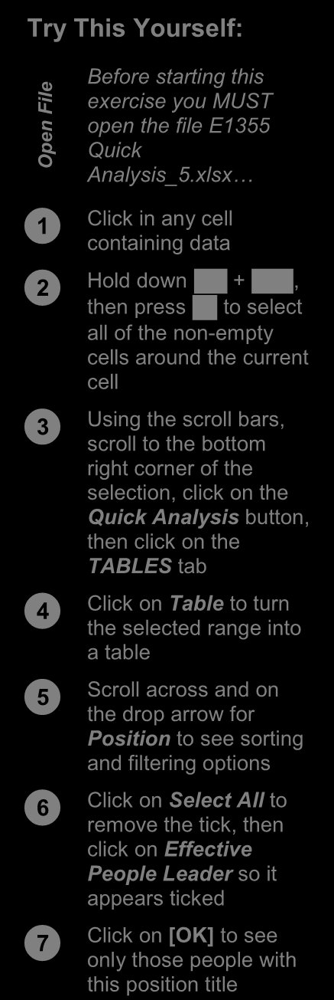 Try This Yourself:
Open File
Before starting this
exercise you MUST
open the file E1355
Quick
Analysis_5.xlsx…
1
Click in any cell
containing data
2
Hold down + ,
then press to select
all of the non-empty
cells around the current
cell
3
Using the scroll bars,
scroll to the bottom
right corner of the
selection, click on the
Quick Analysis button,
then click on the
TABLES tab
4
Click on Table to turn
the selected range into
a table
5
Scroll across and on
the drop arrow for
Position to see sorting
and filtering options
6
Click on Select All to
remove the tick, then
click on Effective
People Leader so it
appears ticked
7
Click on [OK] to see
only those people with
this position title